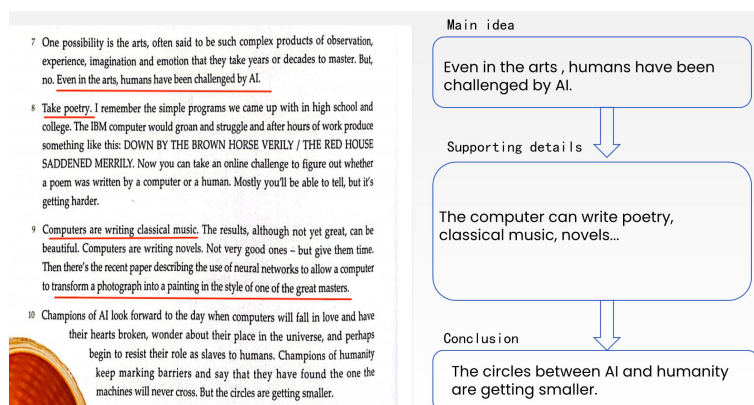 7 One possibility is the arts, often said to be such complex products of observation,
experience, imagination and emotion that they take years or decades to master. But,
no. Even in the arts, humans have been challenged by AI.
8 Take poetry. I remember the simple programs we came up with in high school and
college. The IBM computer would groan and struggle and after hours of work produce
something like this: DOWN BY THE BROWN HORSE VERILY / THE RED HOUSE
SADDENED MERRILY. Now you can take an online challenge to figure out whether
a poem was written by a computer or a human. Mostly you'll be able to tell, but it's
getting harder.
9 Computers are writing classical music. The results, although not yet great, can be
beautiful. Computers are writing novels. Not very good ones – but give them time.
Then there's the recent paper describing the use of neural networks to allow a computer
to transform a photograph into a painting in the style of one of the great masters.
10 Champions of AI look forward to the day when computers will fall in love and have
their hearts broken, wonder about their place in the universe, and perhaps
begin to resist their role as slaves to humans. Champions of humanity
keep marking barriers and say that they have found the one the
machines will never cross. But the circles are getting smaller.
Main idea
Even in the arts , humans have been
challenged by AI.
Supporting details
The computer can write poetry,
classical music, novels...
Conclusion
The circles between AI and humanity
are getting smaller.